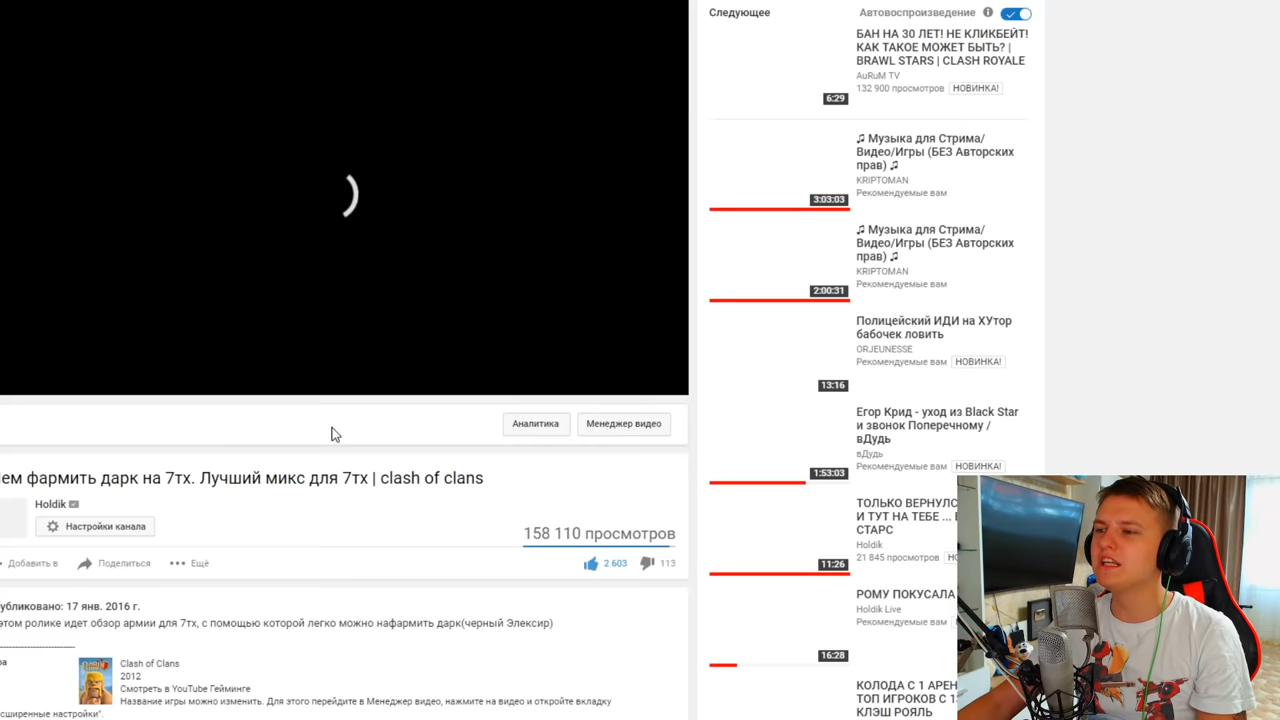 Следующее
Автовоспроизведение
БАН НА 30 ЛЕТ! НЕ КЛИКБЕЙТ!
КАК ТАКОЕ МОЖЕТ БЫТЬ? |
BRAWL STARS | CLASH ROYALE
AuRuM TV
132 900 просмотров НОВИНКА!
6:29
♫ Музыка для Стрима/
Видео/Игры (БЕЗ Авторских
прав) ♫
KRIPTOMAN
Рекомендуемые вам
3:03:03
♫ Музыка для Стрима/
Видео/Игры (БЕЗ Авторских
прав) ♫
KRIPTOMAN
Рекомендуемые вам
2:00:31
Полицейский ИДИ на ХУтор
бабочек ловить
ORJEUNESSE
Рекомендуемые вам НОВИНКА!
13:16
Егор Крид - уход из Black Star
и звонок Поперечному /
вДудь
вДудь
Рекомендуемые вам НОВИНКА!
1:53:03
ТОЛЬКО ВЕРНУЛС
И ТУТ НА ТЕБЕ ...
СТАРС
Holdik
21 845 просмотров
11:26
РОМУ ПОКУСАЛА
Holdik Live
Рекомендуемые вам
16:28
КОЛОДА С 1 АРЕН
ТОП ИГРОКОВ С 1
КЛЭШ РОЯЛЬ
Аналитика
Менеджер видео
ем фармить дарк на 7тх. Лучший микс для 7тх | clash of clans
Holdik
Настройки канала
158 110 просмотров
Добавить в
Поделиться
Ещё
2 603
113
убликовано: 17 янв. 2016 г.
этом ролике идет обзор армии для 7тх, с помощью которой легко можно нафармить дарк(черный Элексир)
Clash of Clans
2012
Смотреть в YouTube Гейминге
Название игры можно изменить. Для этого перейдите в Менеджер видео, нажмите на видео и откройте вкладку
сширенные настройки".